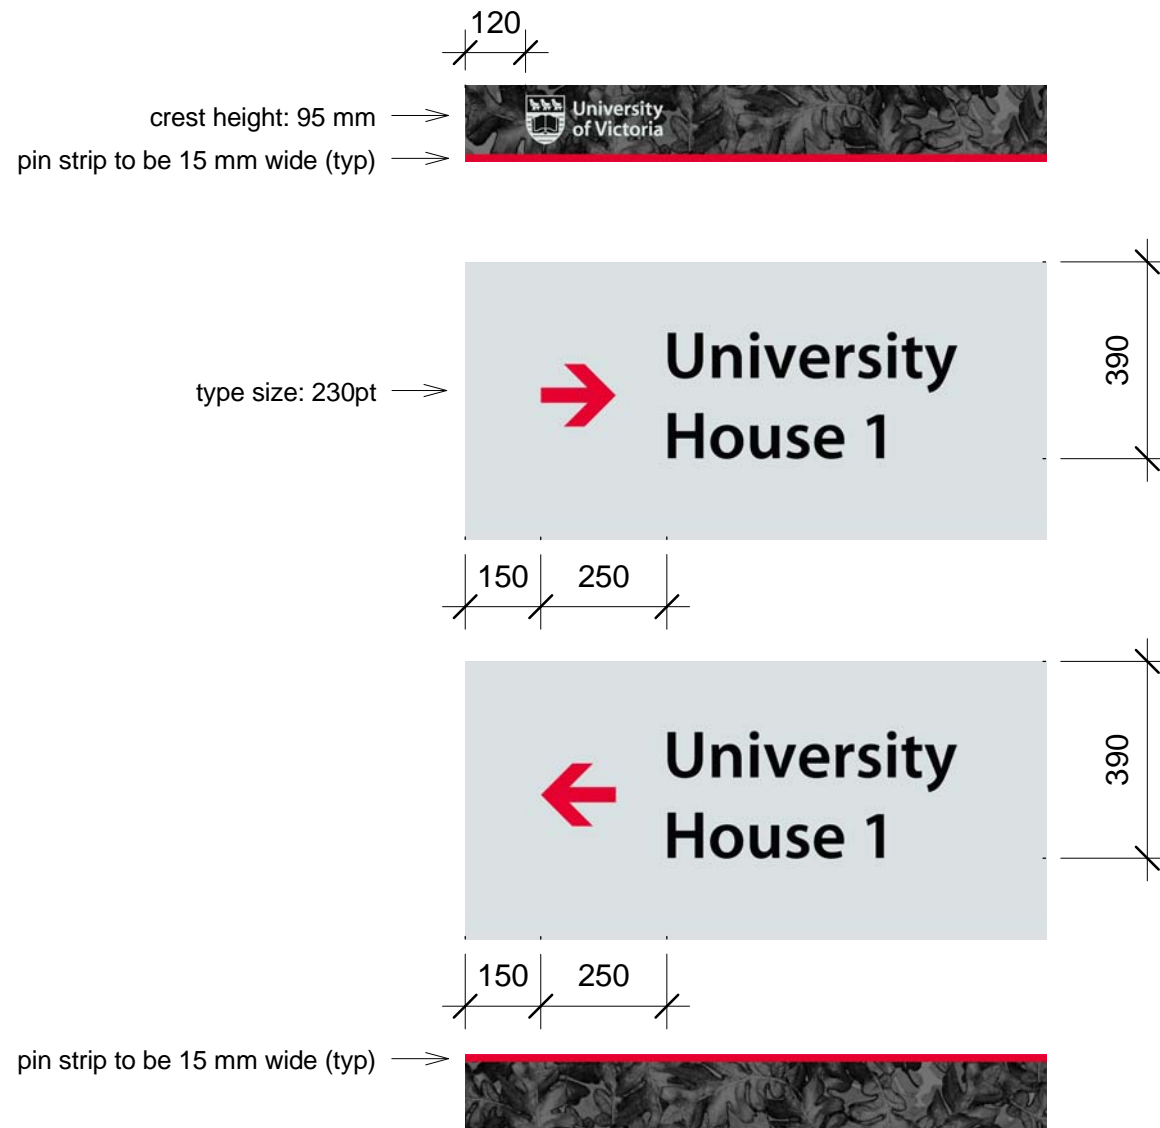 120
crest height: 95 mm
University
of Victoria
pin strip to be 15 mm wide (typ)
University
House 1
390
type size: 230pt
150 250
University
House 1
390
150 250
pin strip to be 15 mm wide (typ)